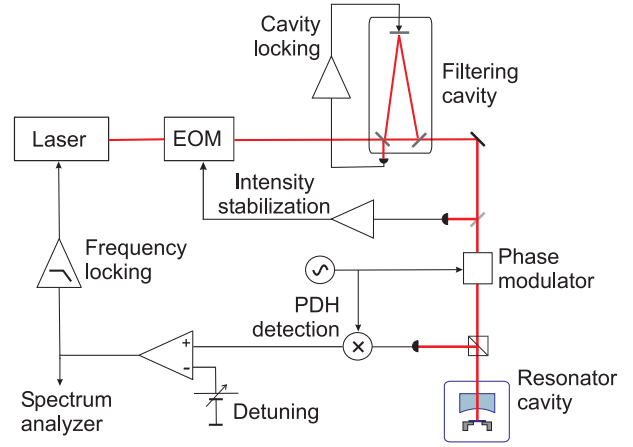 Cavity
locking
Filtering
cavity
Laser
EOM
Intensity
stabilization
Frequency
locking
Phase
modulator
PDH
detection
+
-
Detuning
Spectrum
analyzer
Resonator
cavity